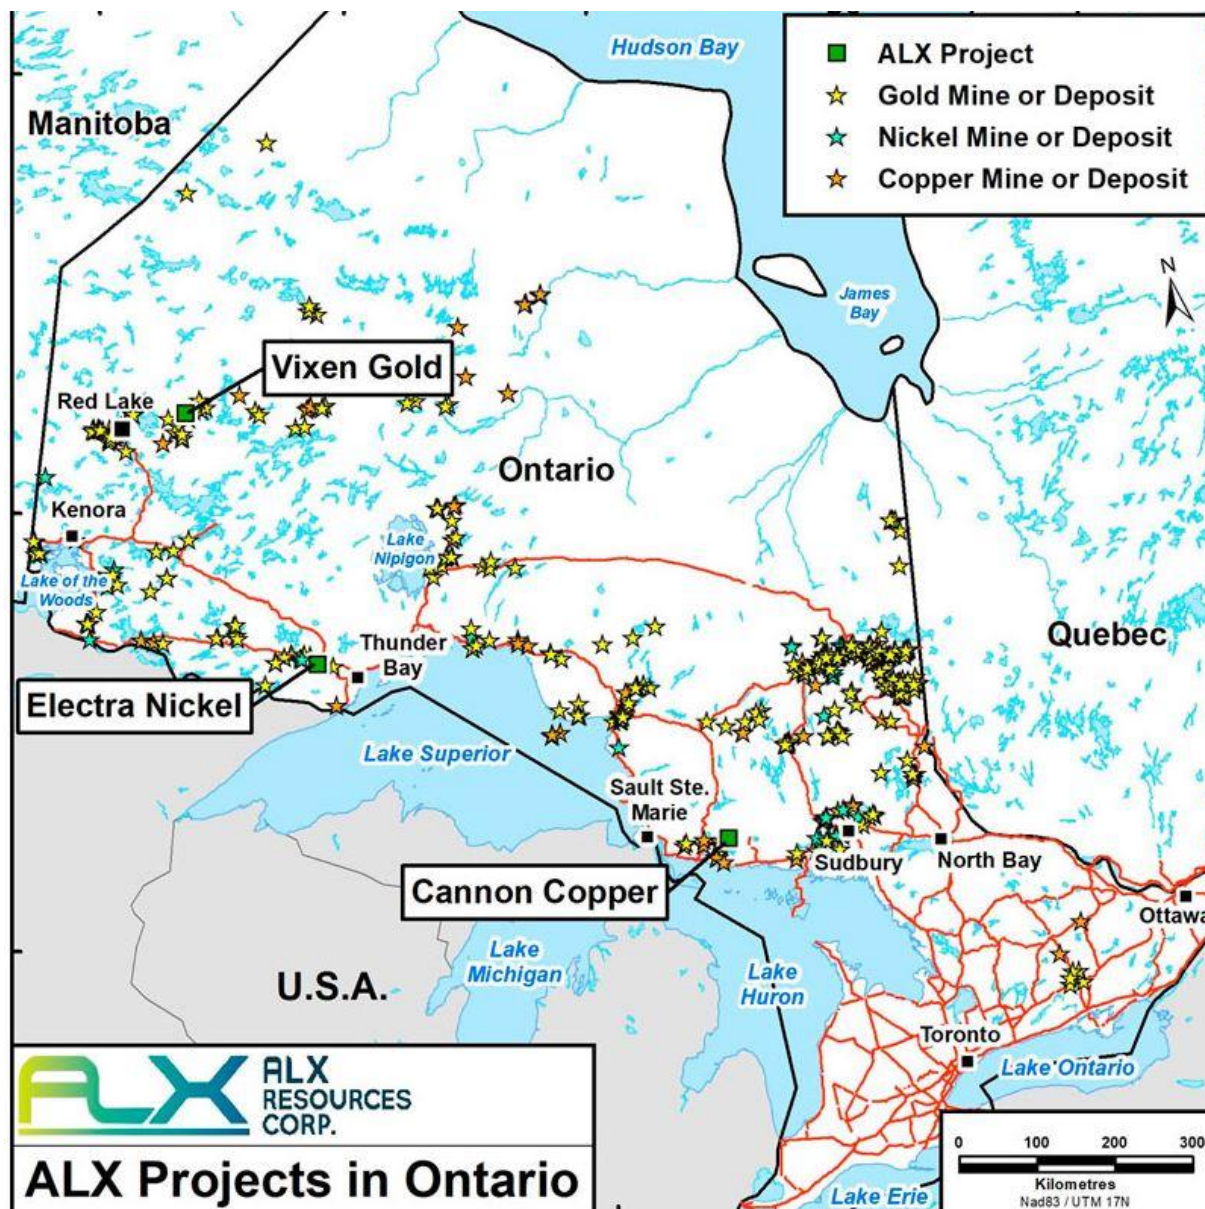 Hudson Bay
ALX Project
Gold Mine or Deposit
Nickel Mine or Deposit
Copper Mine or Deposit
Manitoba
N
James
Bay
Vixen Gold
Red Lake
Ontario
Kenora
Lake
Nipigon
Lake of the
Woods
Quebec
Thunder
Bay
Electra Nickel
Lake Superior
Sault Ste.
Marie
Sudbury
North Bay
Cannon Copper
Ottawa
Lake
Michigan
Lake
Huron
U.S.A.
Toronto
Lake Ontario
ALX
RESOURCES
CORP.
ALX Projects in Ontario
0 100 200 300
Kilometres
Nad83 / UTM 17N
Lake Erie